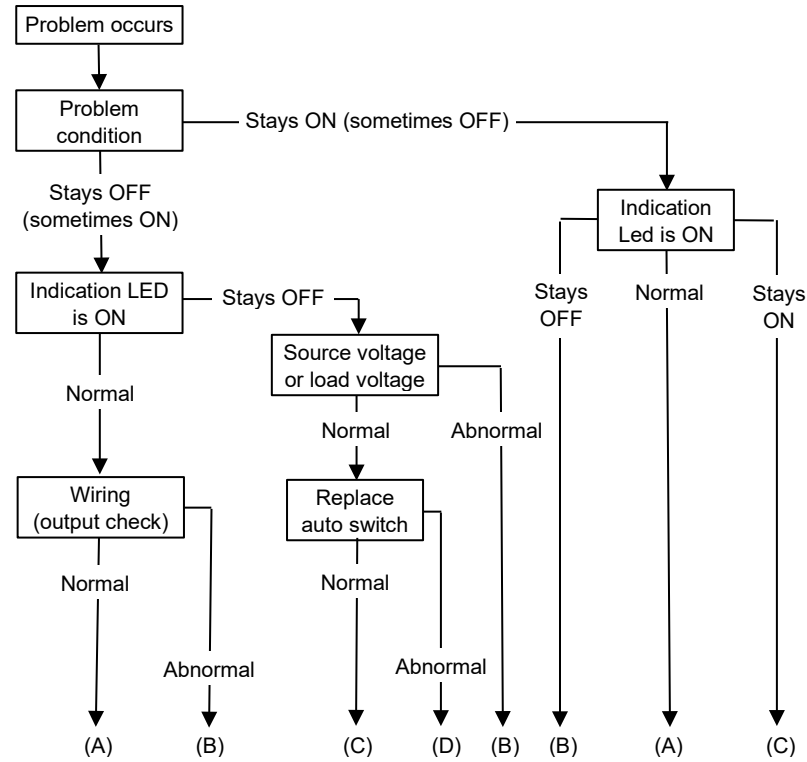 Problem occurs
Problem
condition
Stays ON (sometimes OFF)
Stays OFF
(sometimes ON)
Indication
Led is ON
Indication LED
is ON
Stays OFF
Stays
OFF
Normal
Stays
ON
Source voltage
or load voltage
Normal
Normal
Abnormal
Wiring
(output check)
Replace
auto switch
Normal
Normal
Abnormal
Abnormal
(A)
(B)
(C)
(D)
(B)
(B)
(A)
(C)